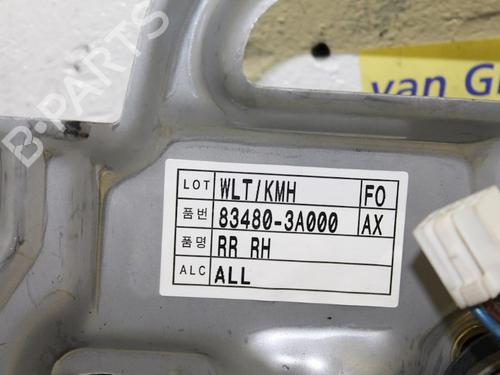 B-PARTS
van G
LOT WLT/KMH FO
품번 83480-3A000 AX
품명 RR RH
ALC ALL